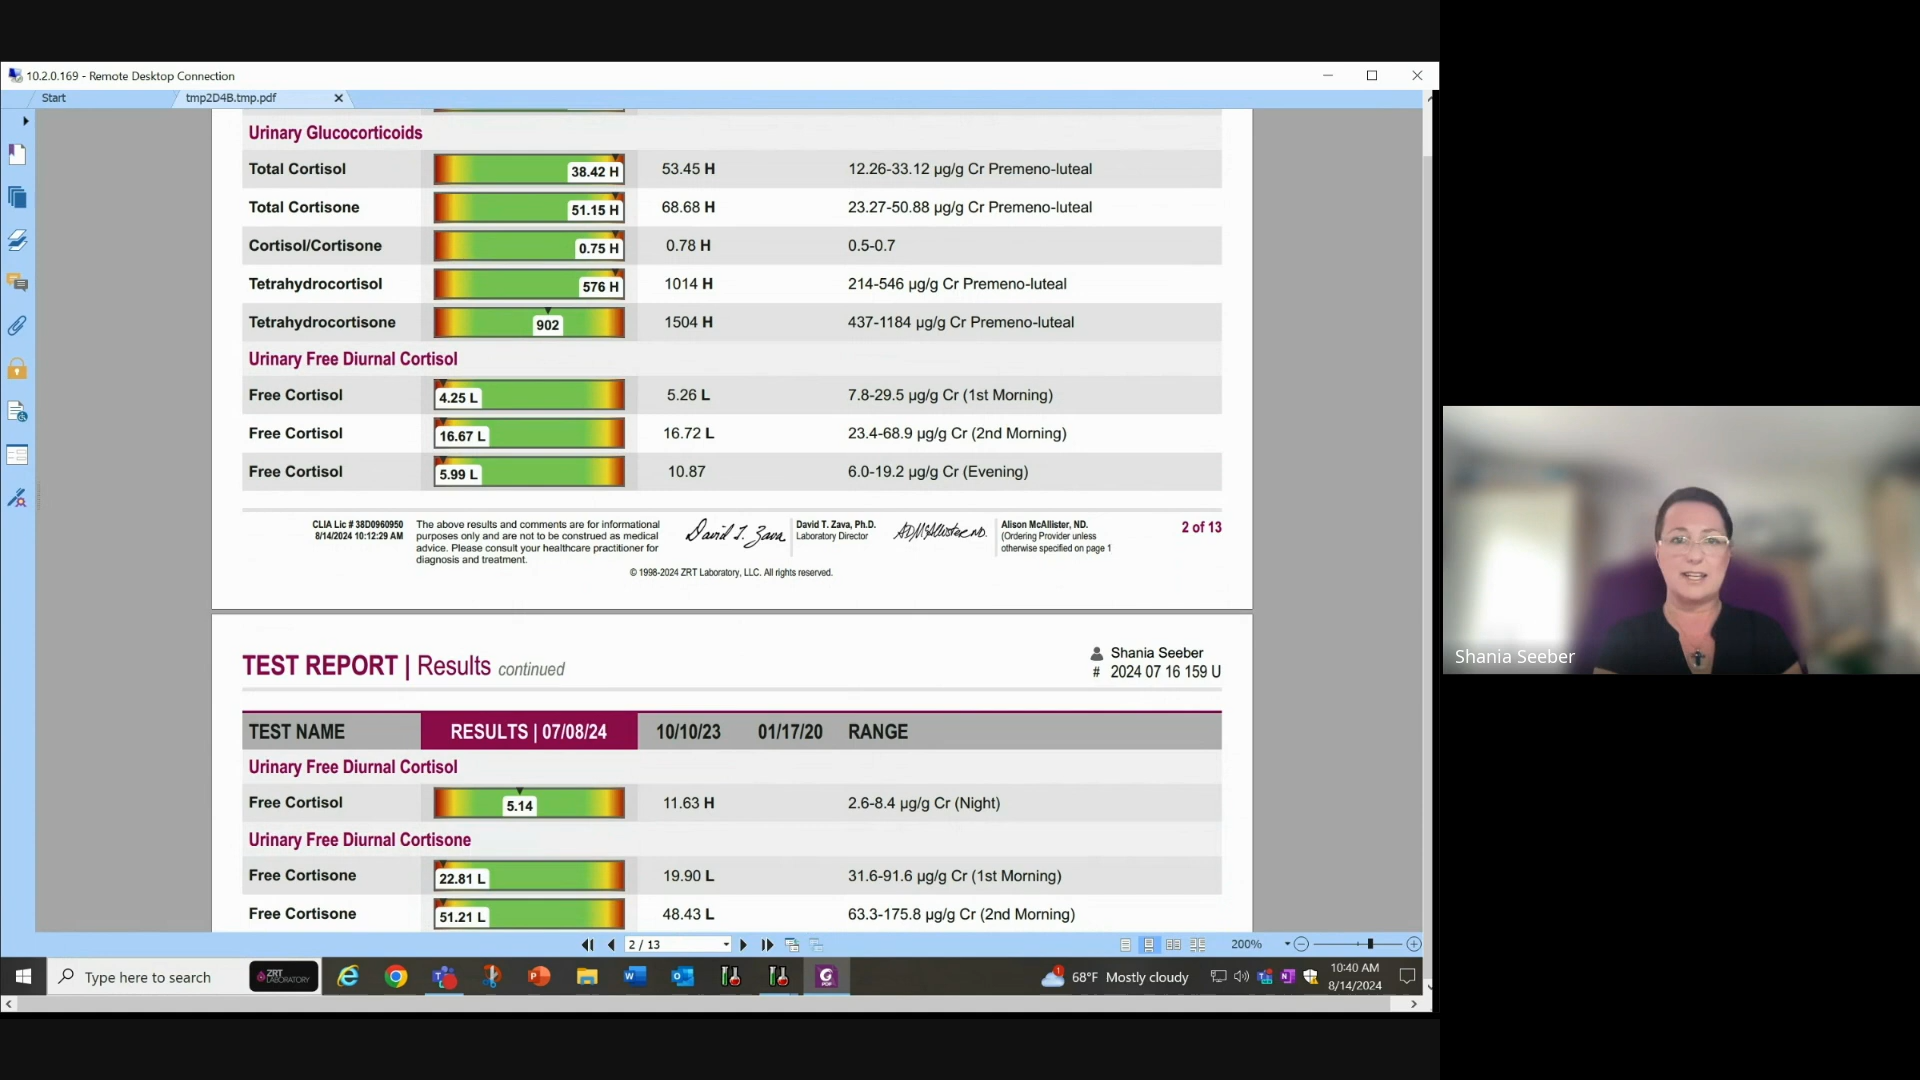 10.2.0.169 - Remote Desktop Connection
Start
tmp2D4B.tmp.pdf
Urinary Glucocorticoids
Total Cortisol 38.42 H 53.45 H 12.26-33.12 µg/g Cr Premeno-luteal
Total Cortisone 51.15 H 68.68 H 23.27-50.88 µg/g Cr Premeno-luteal
Cortisol/Cortisone 0.75 H 0.78 H 0.5-0.7
Tetrahydrocortisol 576 H 1014 H 214-546 µg/g Cr Premeno-luteal
Tetrahydrocortisone 902 1504 H 437-1184 µg/g Cr Premeno-luteal
Urinary Free Diurnal Cortisol
Free Cortisol 4.25 L 5.26 L 7.8-29.5 µg/g Cr (1st Morning)
Free Cortisol 16.67 L 16.72 L 23.4-68.9 µg/g Cr (2nd Morning)
Free Cortisol 5.99 L 10.87 6.0-19.2 µg/g Cr (Evening)
CLIA Lic # 38D0960950
8/14/2024 10:12:29 AM
The above results and comments are for informational
purposes only and are not to be construed as medical
advice. Please consult your healthcare practitioner for
diagnosis and treatment.
David T. Zava
David T. Zava, Ph.D.
Laboratory Director
ADMcAllister ND.
Alison McAllister, ND.
(Ordering Provider unless
otherwise specified on page 1
2 of 13
© 1998-2024 ZRT Laboratory, LLC. All rights reserved.
TEST REPORT | Results continued
Shania Seeber
# 2024 07 16 159 U
TEST NAME RESULTS | 07/08/24 10/10/23 01/17/20 RANGE
Urinary Free Diurnal Cortisol
Free Cortisol 5.14 11.63 H 2.6-8.4 µg/g Cr (Night)
Urinary Free Diurnal Cortisone
Free Cortisone 22.81 L 19.90 L 31.6-91.6 µg/g Cr (1st Morning)
Free Cortisone 51.21 L 48.43 L 63.3-175.8 µg/g Cr (2nd Morning)
2 / 13
200%
Type here to search
ZRT
LABORATORY
68°F Mostly cloudy
10:40 AM
8/14/2024
Shania Seeber